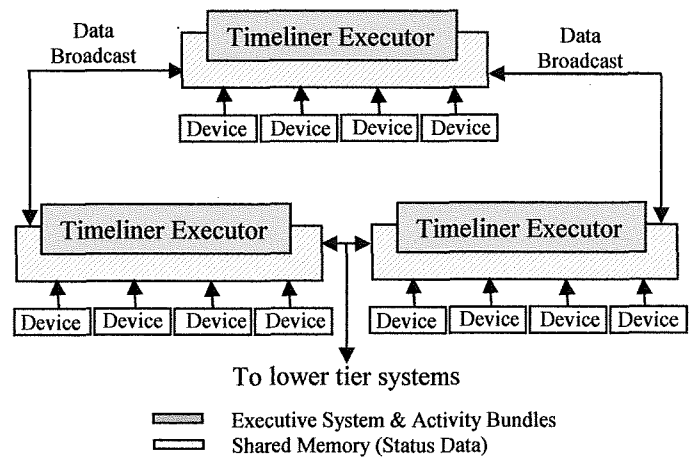 Data
Broadcast
Timeliner Executor
Data
Broadcast
Device Device Device Device
Timeliner Executor
Timeliner Executor
Device Device Device Device
Device Device Device Device
To lower tier systems
Executive System & Activity Bundles
Shared Memory (Status Data)